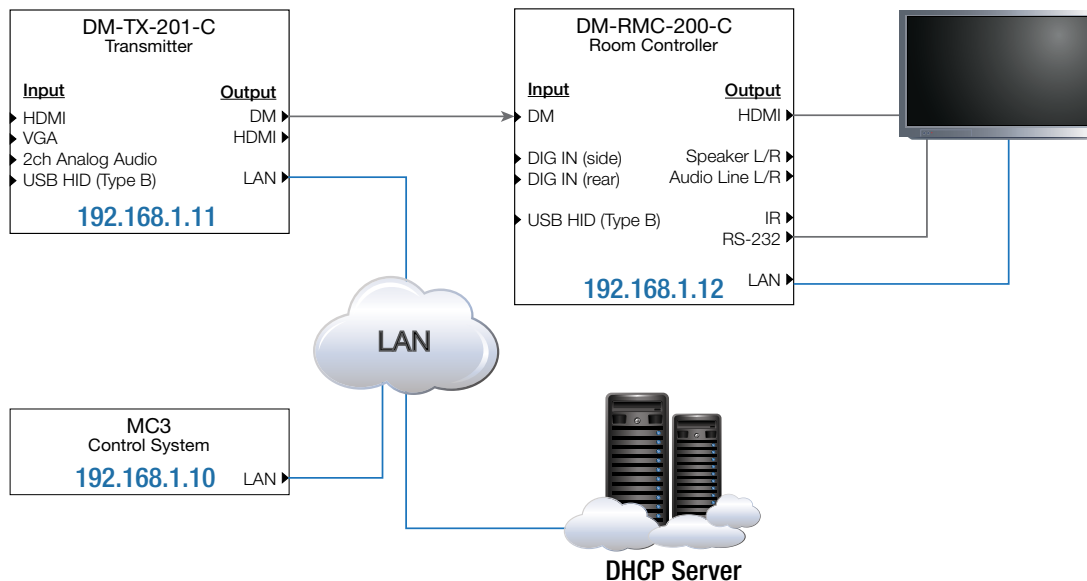 DM-TX-201-C
Transmitter
Input
HDMI
VGA
2ch Analog Audio
USB HID (Type B)
Output
DM
HDMI
LAN
192.168.1.11
DM-RMC-200-C
Room Controller
Input
DM
DIG IN (side)
DIG IN (rear)
USB HID (Type B)
Output
HDMI
Speaker L/R
Audio Line L/R
IR
RS-232
LAN
192.168.1.12
LAN
MC3
Control System
192.168.1.10
LAN
DHCP Server